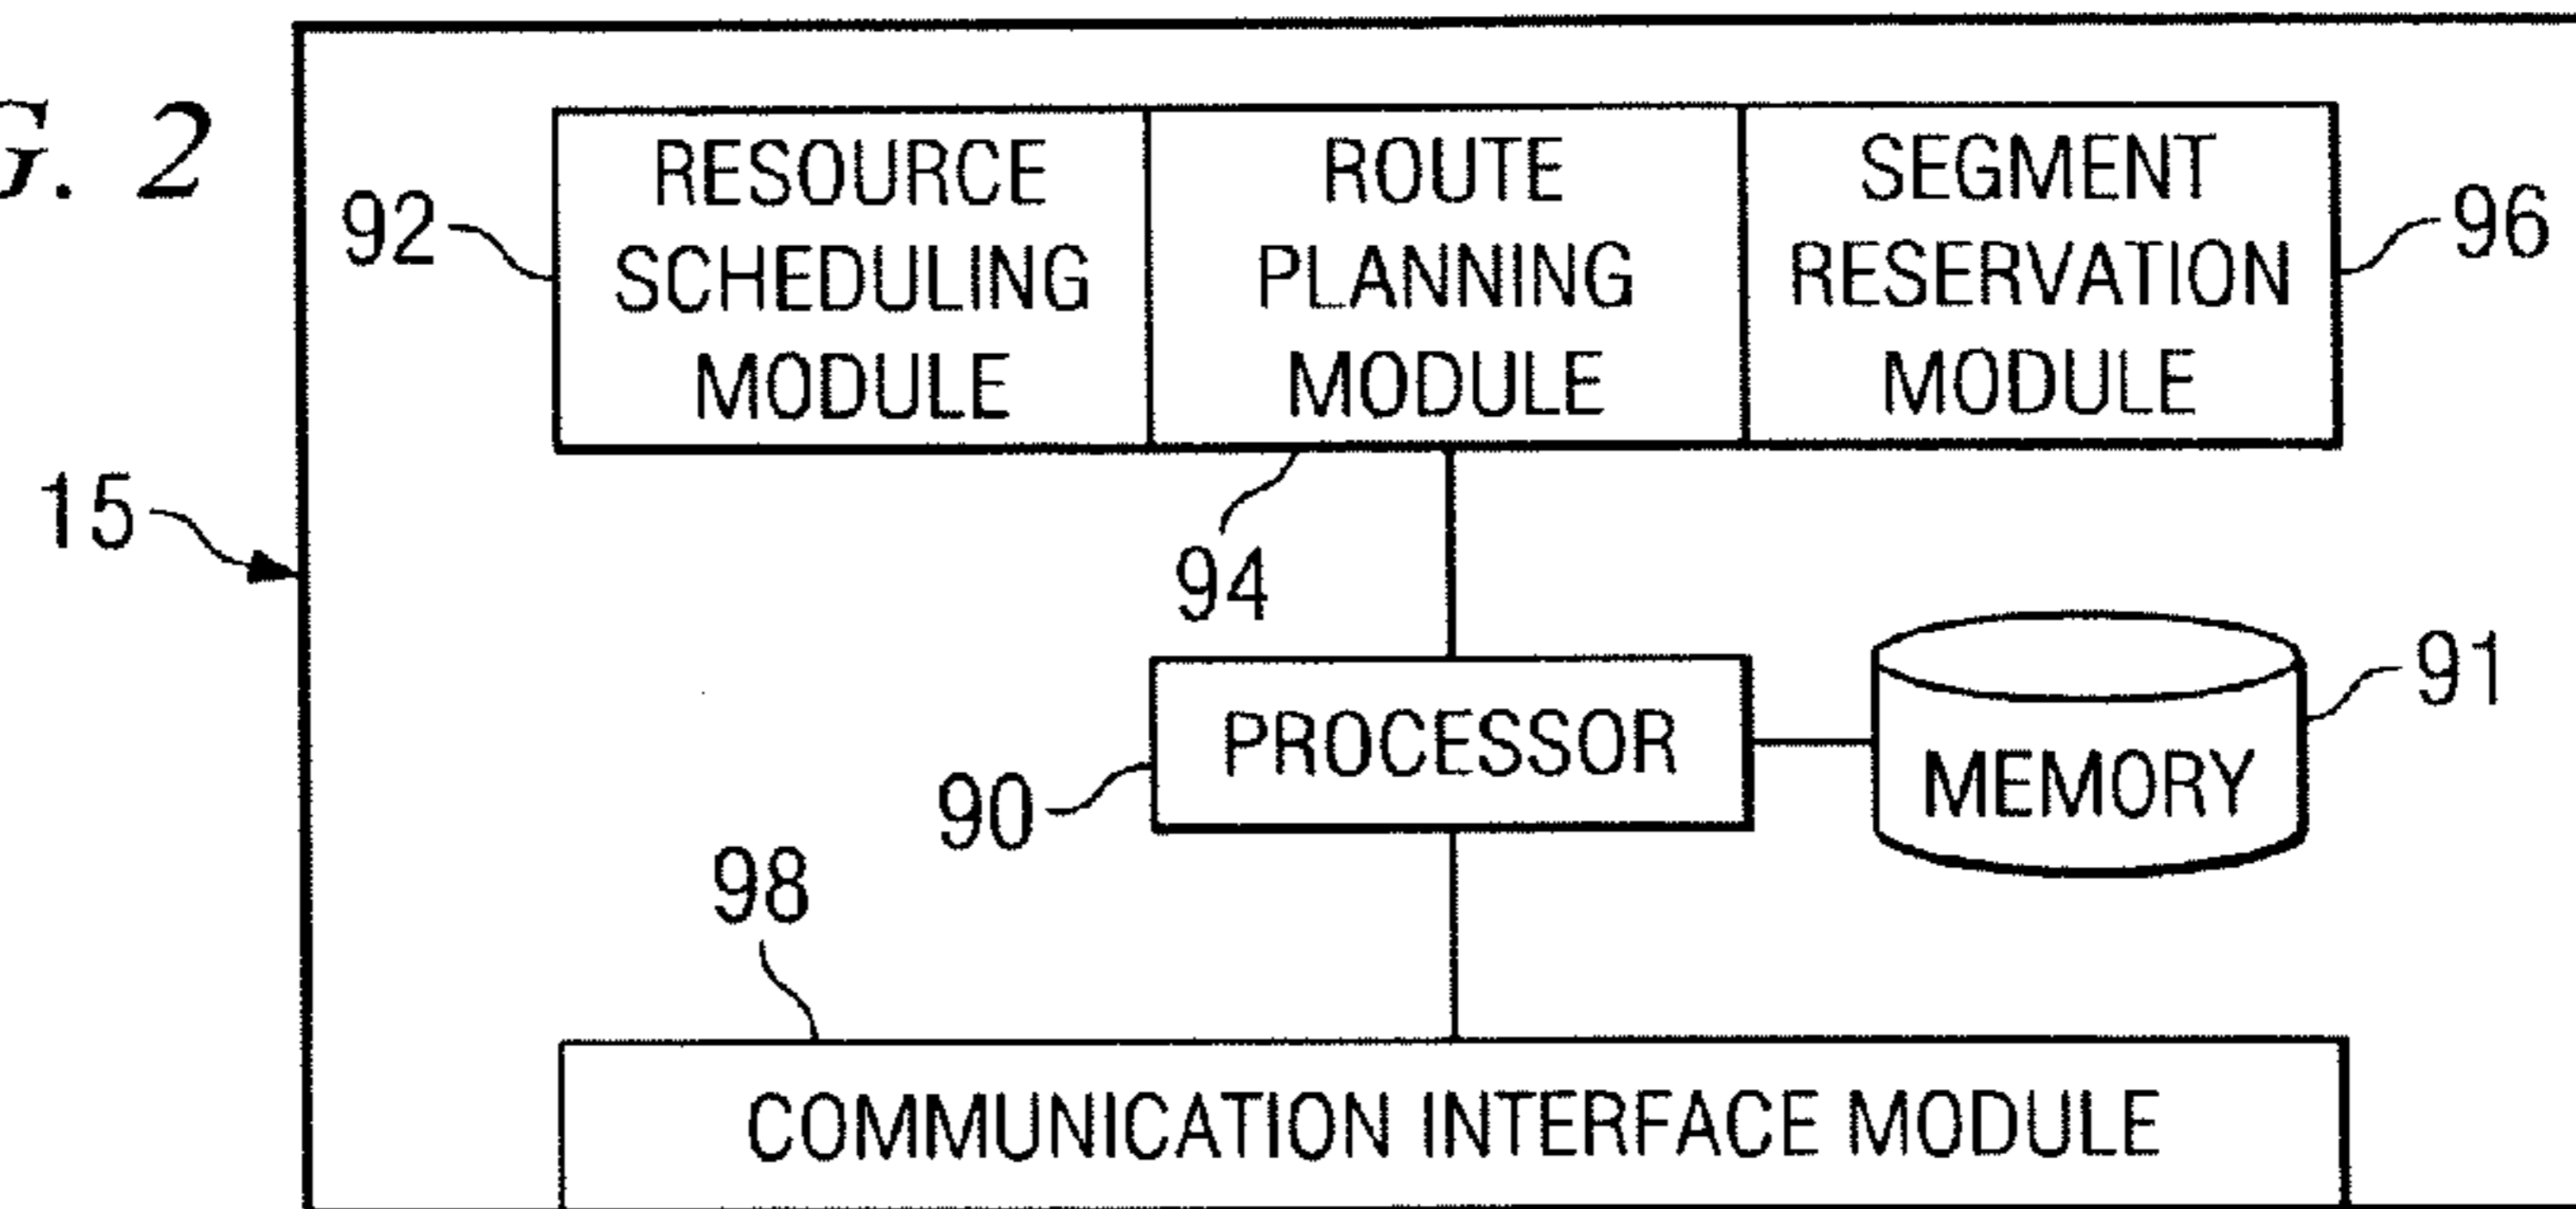 G. 2
92
RESOURCE
SCHEDULING
MODULE
ROUTE
PLANNING
MODULE
SEGMENT
RESERVATION
MODULE
96
15
94
PROCESSOR
90
MEMORY
91
98
COMMUNICATION INTERFACE MODULE